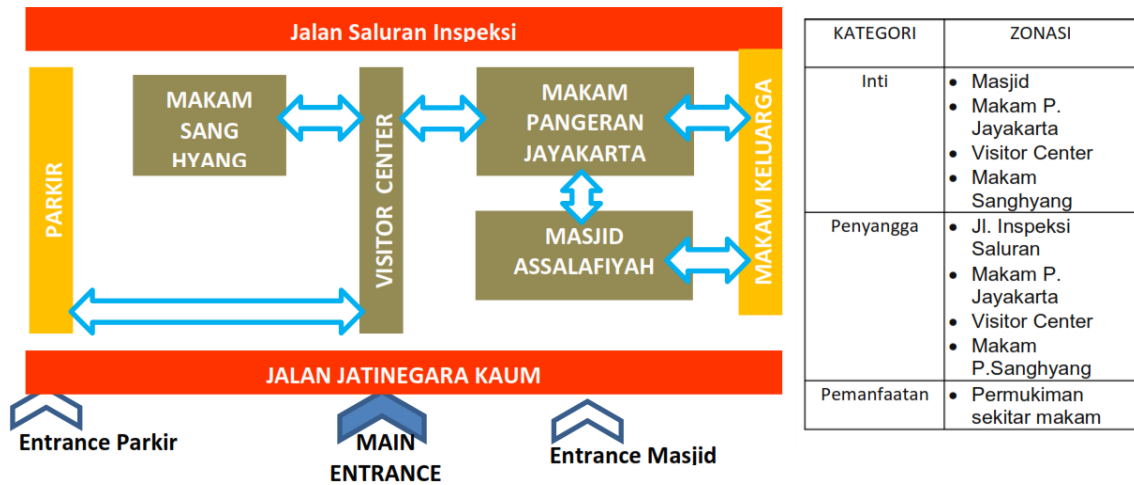 Jalan Saluran Inspeksi
PARKIR
MAKAM
SANG
HYANG
VISITOR CENTER
MAKAM
PANGERAN
JAYAKARTA
MASJID
ASSALAFIYAH
MAKAM KELUARGA
JALAN JATINEGARA KAUM
Entrance Parkir
MAIN
ENTRANCE
Entrance Masjid
KATEGORI ZONASI
Inti • Masjid
• Makam P.
Jayakarta
• Visitor Center
• Makam
Sanghyang
Penyangga • Jl. Inspeksi
Saluran
• Makam P.
Jayakarta
• Visitor Center
• Makam
P.Sanghyang
Pemanfaatan • Permukiman
sekitar makam